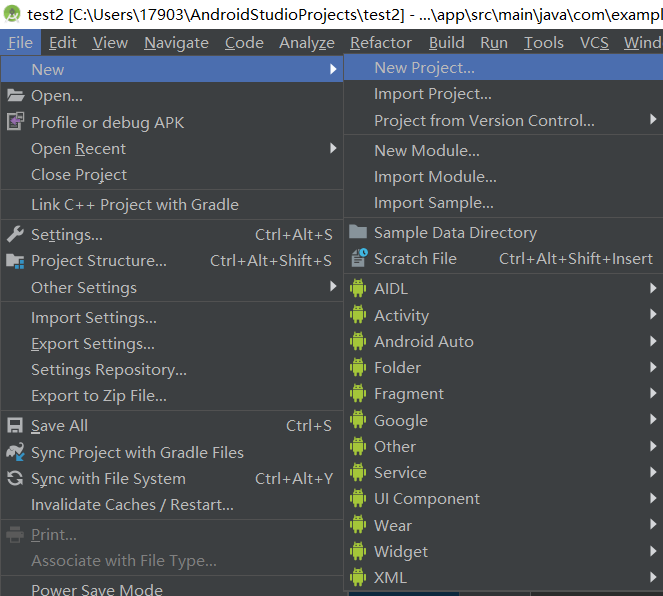 test2 [C:\Users\17903\AndroidStudioProjects\test2] - ...\app\src\main\java\com\example
File Edit View Navigate Code Analyze Refactor Build Run Tools VCS Wind
New
Open...
Profile or debug APK
Open Recent
Close Project
Link C++ Project with Gradle
Settings... Ctrl+Alt+S
Project Structure... Ctrl+Alt+Shift+S
Other Settings
Import Settings...
Export Settings...
Settings Repository...
Export to Zip File...
Save All Ctrl+S
Sync Project with Gradle Files
Sync with File System Ctrl+Alt+Y
Invalidate Caches / Restart...
Print...
Associate with File Type...
Power Save Mode
New Project...
Import Project...
Project from Version Control...
New Module...
Import Module...
Import Sample...
Sample Data Directory
Scratch File Ctrl+Alt+Shift+Insert
AIDL
Activity
Android Auto
Folder
Fragment
Google
Other
Service
UI Component
Wear
Widget
XML